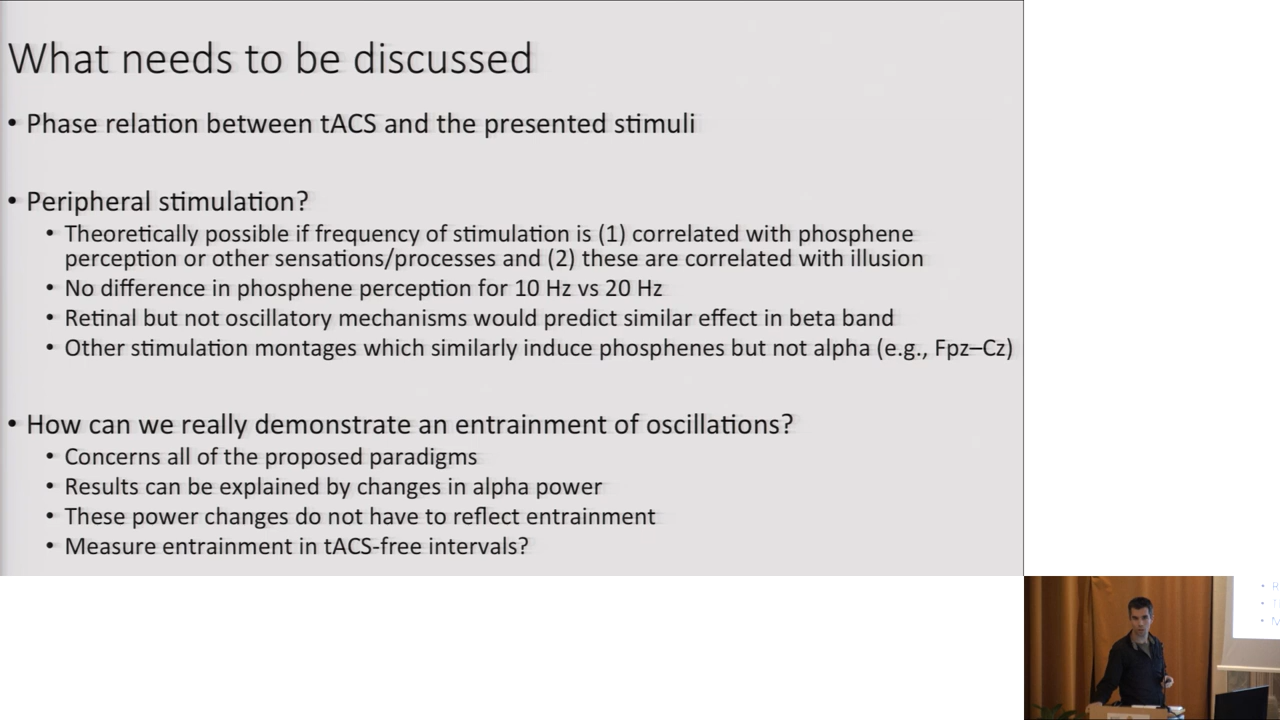 What needs to be discussed
• Phase relation between tACS and the presented stimuli
• Peripheral stimulation?
• Theoretically possible if frequency of stimulation is (1) correlated with phosphene
perception or other sensations/processes and (2) these are correlated with illusion
• No difference in phosphene perception for 10 Hz vs 20 Hz
• Retinal but not oscillatory mechanisms would predict similar effect in beta band
• Other stimulation montages which similarly induce phosphenes but not alpha (e.g., Fpz–Cz)
• How can we really demonstrate an entrainment of oscillations?
• Concerns all of the proposed paradigms
• Results can be explained by changes in alpha power
• These power changes do not have to reflect entrainment
• Measure entrainment in tACS-free intervals?